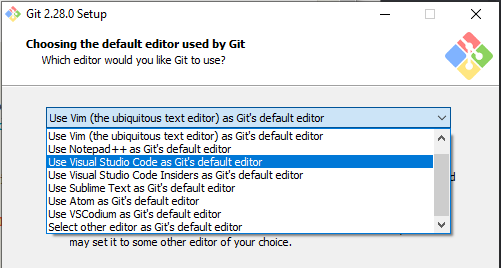 Git 2.28.0 Setup
Choosing the default editor used by Git
Which editor would you like Git to use?
Use Vim (the ubiquitous text editor) as Git's default editor
Use Vim (the ubiquitous text editor) as Git's default editor
Use Notepad++ as Git's default editor
Use Visual Studio Code as Git's default editor
Use Visual Studio Code Insiders as Git's default editor
Use Sublime Text as Git's default editor
Use Atom as Git's default editor
Use VSCodium as Git's default editor
Select other editor as Git's default editor
may set it to some other editor of your choice.